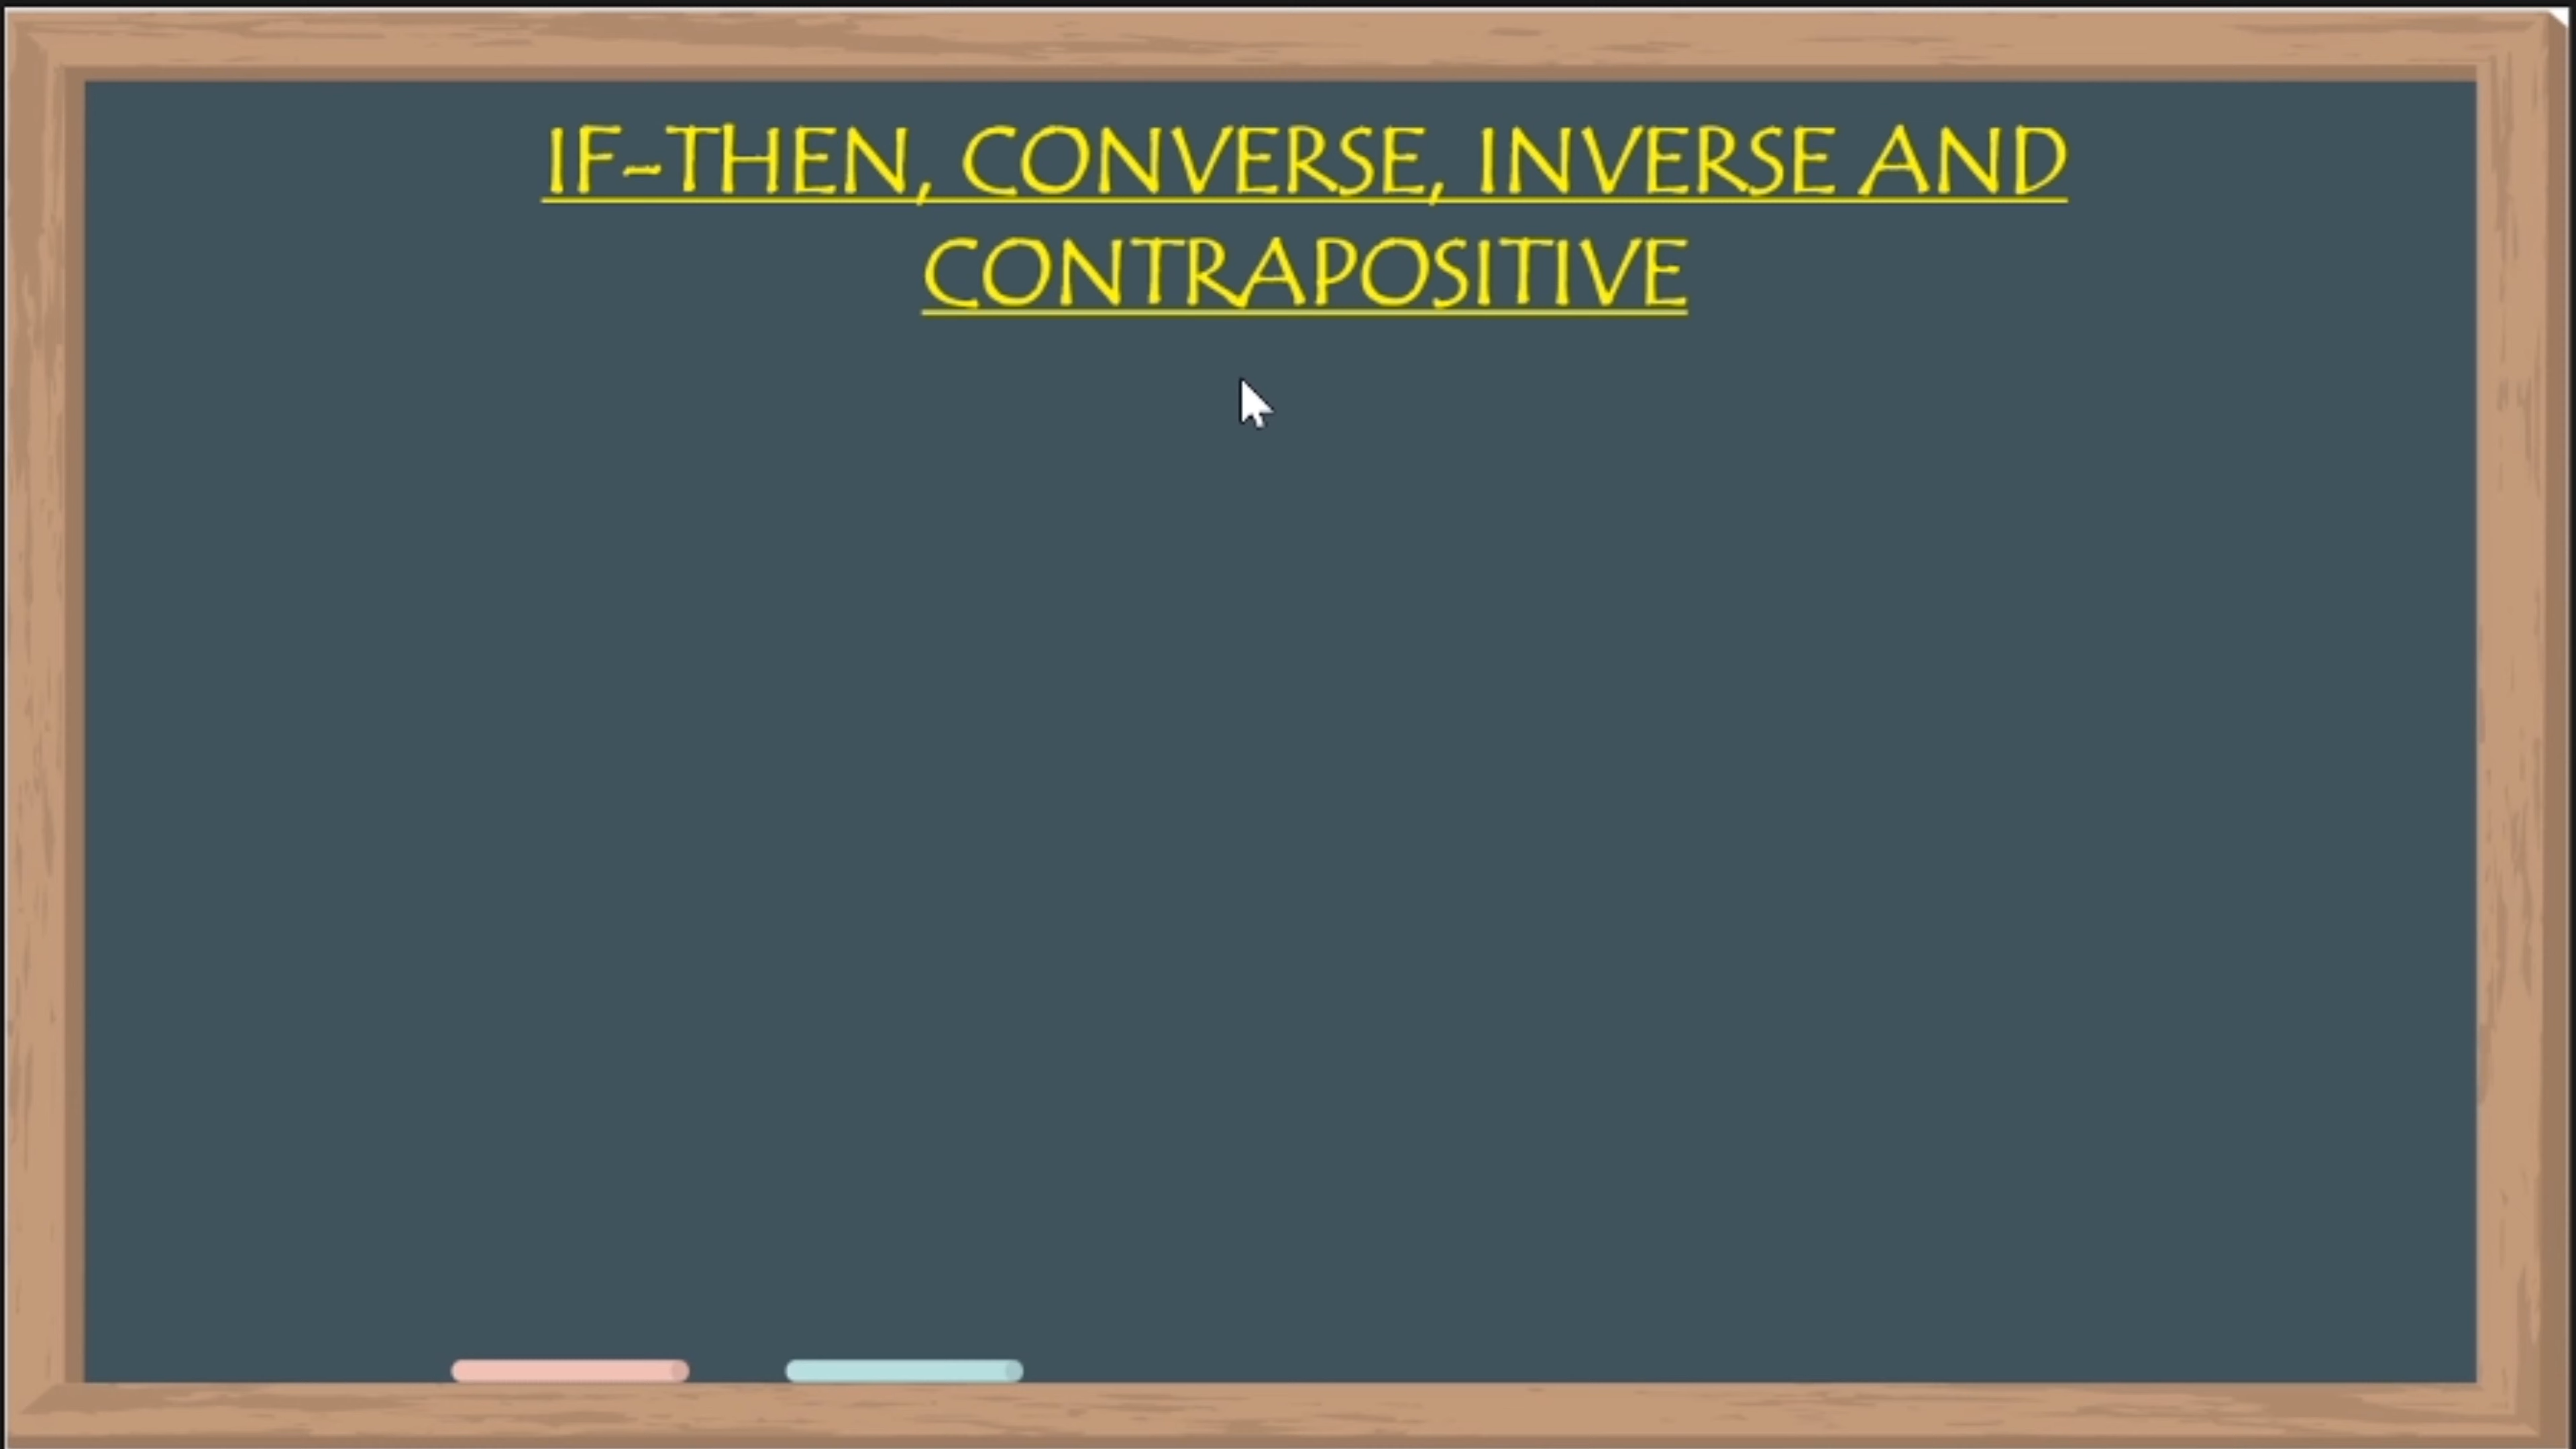 IF-THEN, CONVERSE, INVERSE AND
CONTRAPOSITIVE